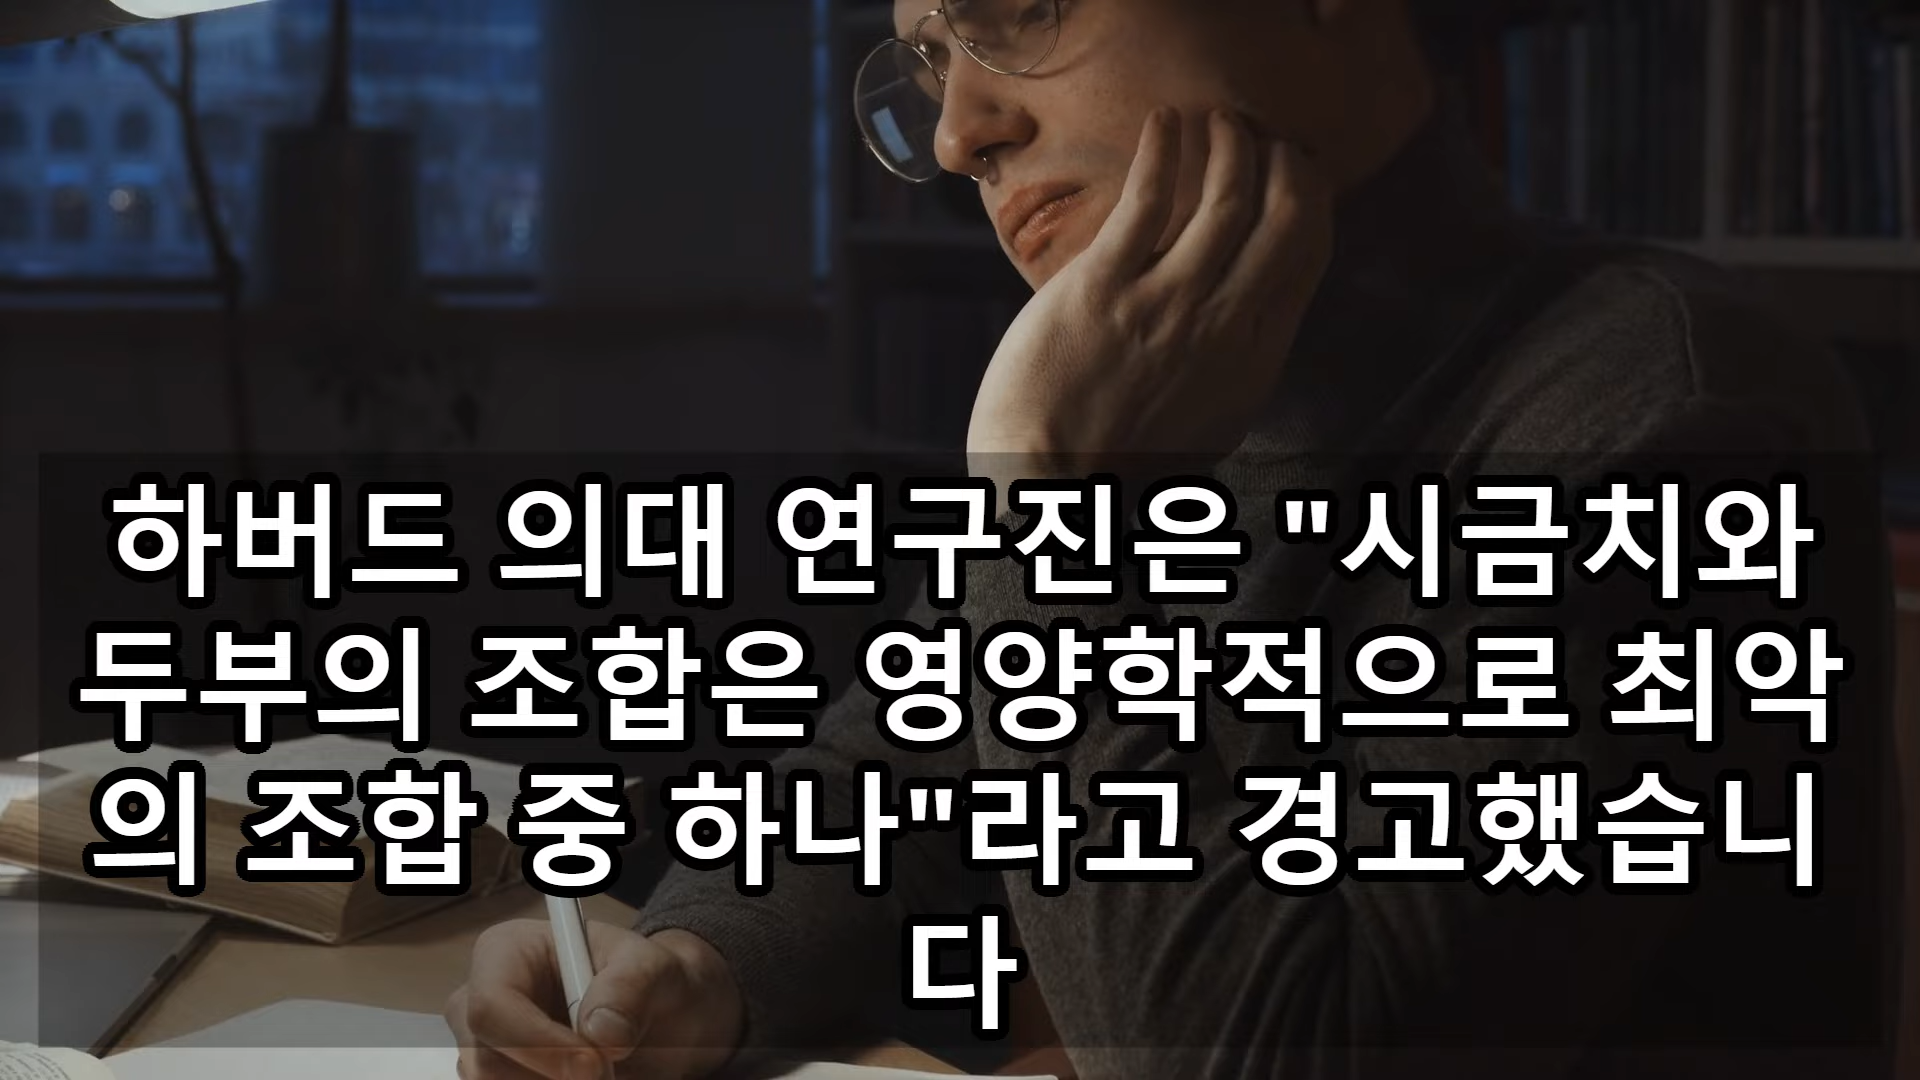 하버드 의대 연구진은 "시금치와
두부의 조합은 영양학적으로 최악
의 조합 중 하나"라고 경고했습니
다